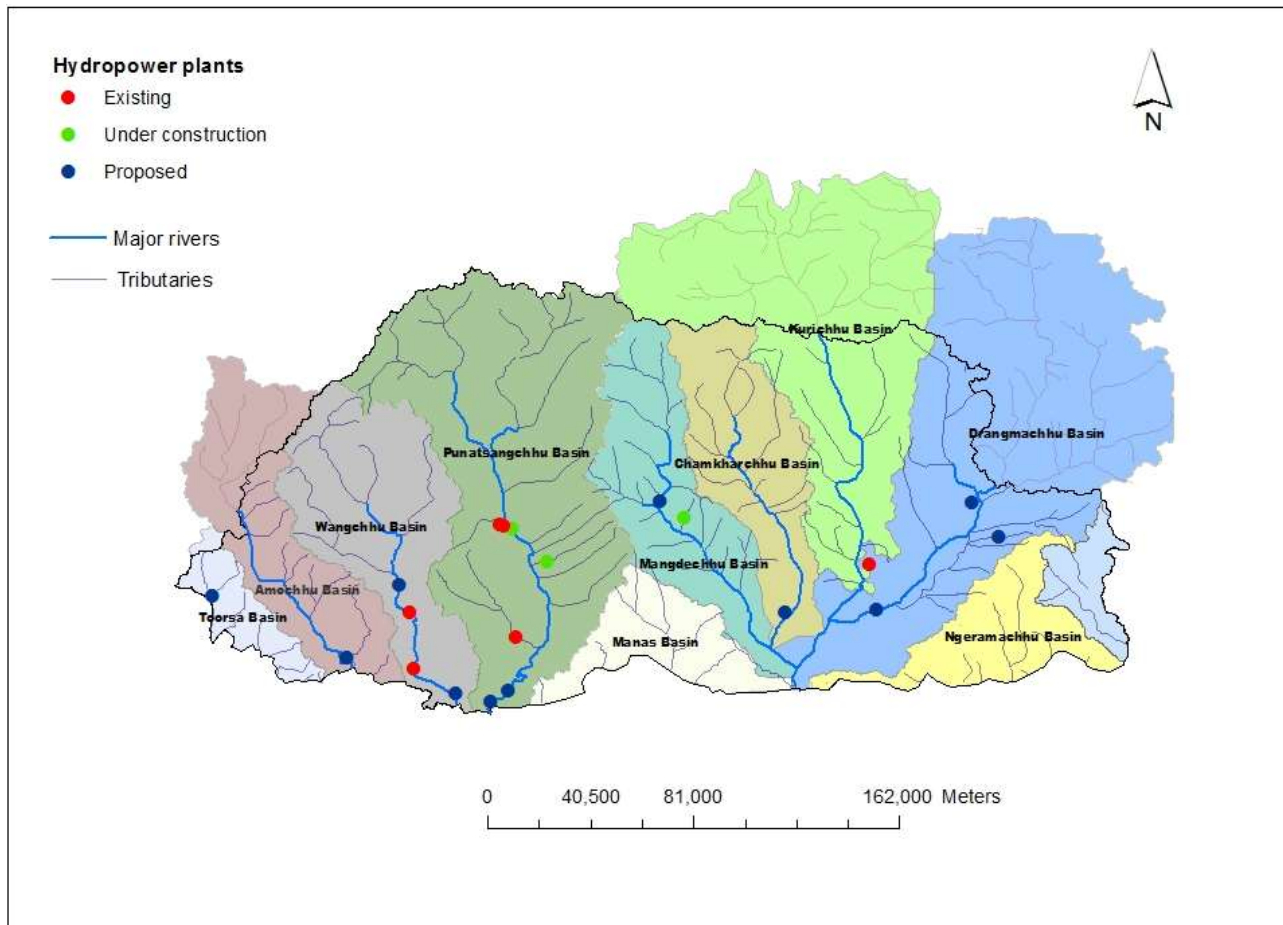 Hydropower plants
Existing
Under construction
Proposed
Major rivers
Tributaries
N
Kurichhu Basin
Drangmachhu Basin
Punatsangchhu Basin
Chamkharchhu Basin
Wangchhu Basin
Mangdechhu Basin
Amochhu Basin
Toorsa Basin
Manas Basin
Ngeramachhu Basin
0 40,500 81,000 162,000 Meters